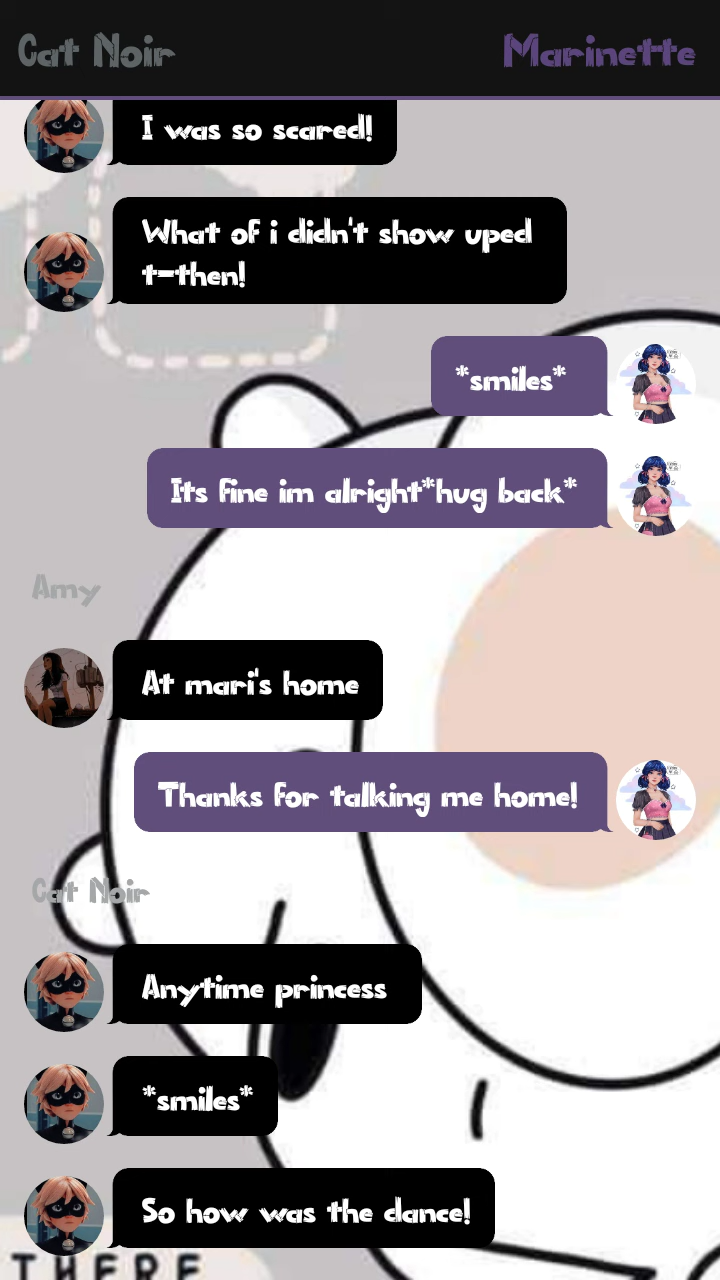 Cat Noir
Marinette
I was so scared!
What of i didn't show uped
t-then!
*smiles*
Its fine im alright*hug back*
Amy
At mari's home
Thanks for talking me home!
Cat Noir
Anytime princess
*smiles*
So how was the dance!
THERE